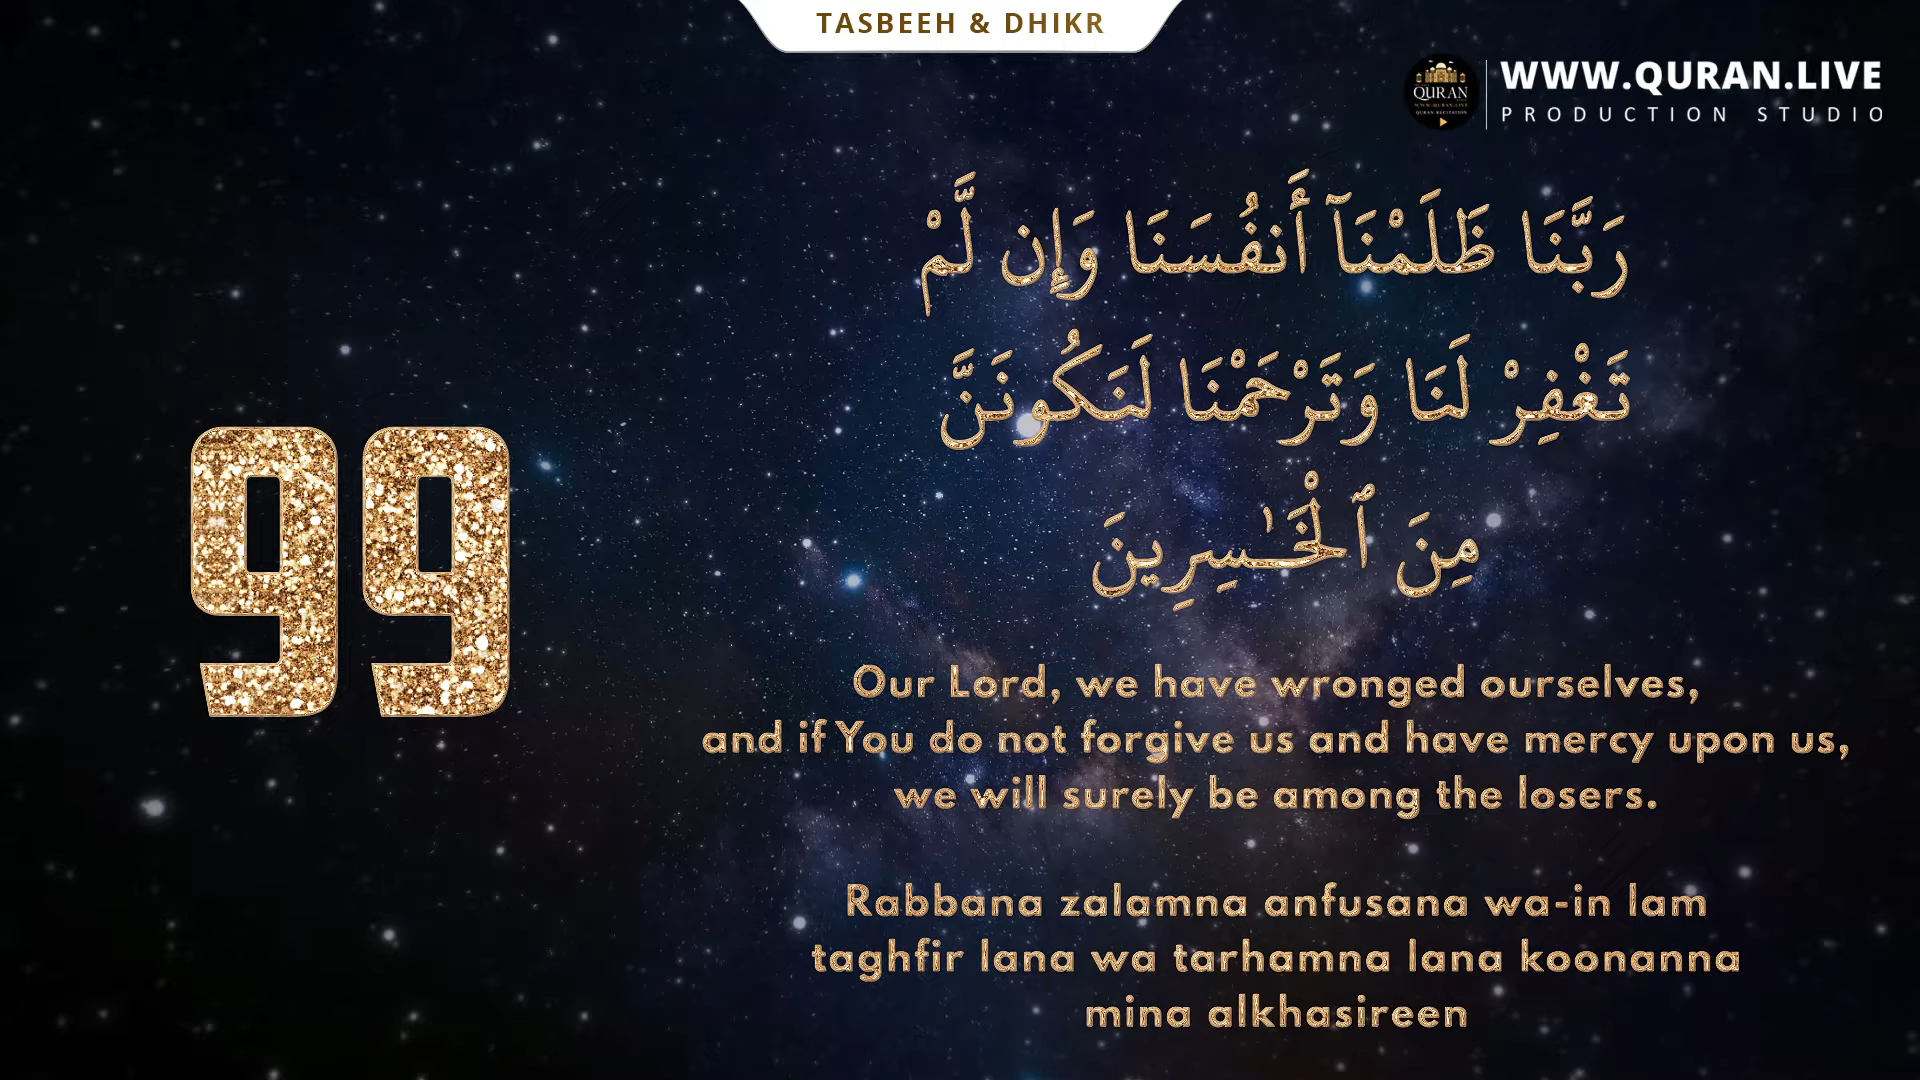 TASBEEH & DHIKR
QURAN
WWW.QURAN.LIVE
PRODUCTION STUDIO
رَبَّنَا ظَلَمْنَآ أَنفُسَنَا وَإِن لَّمْ
تَغْفِرْ لَنَا وَتَرْحَمْنَا لَنَكُونَنَّ
مِنَ ٱلْخَـٰسِرِينَ
99
Our Lord, we have wronged ourselves,
and if You do not forgive us and have mercy upon us,
we will surely be among the losers.
Rabbana zalamna anfusana wa-in lam
taghfir lana wa tarhamna lana koonanna
mina alkhasireen